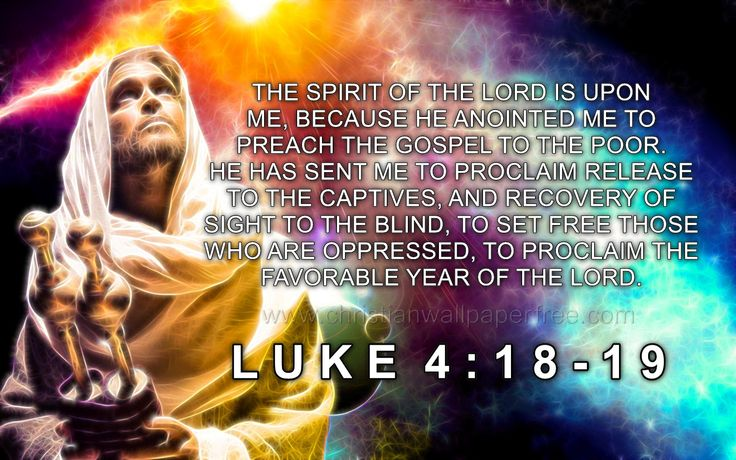 THE SPIRIT OF THE LORD IS UPON
ME, BECAUSE HE ANOINTED ME TO
PREACH THE GOSPEL TO THE POOR.
HE HAS SENT ME TO PROCLAIM RELEASE
TO THE CAPTIVES, AND RECOVERY OF
SIGHT TO THE BLIND, TO SET FREE THOSE
WHO ARE OPPRESSED, TO PROCLAIM THE
FAVORABLE YEAR OF THE LORD.
www.christianwallpaperfree.com
LUKE 4:18-19